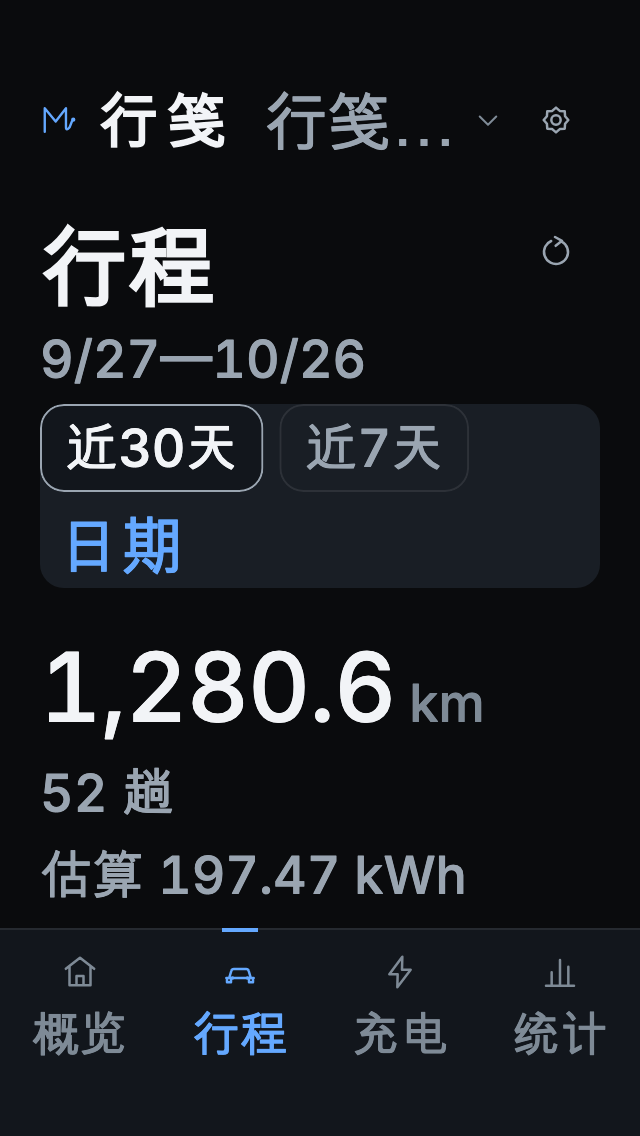 行笺 行笺...
行程
9/27—10/26
近30天 近7天
日期
1,280.6 km
52 趟
估算 197.47 kWh
概览 行程 充电 统计